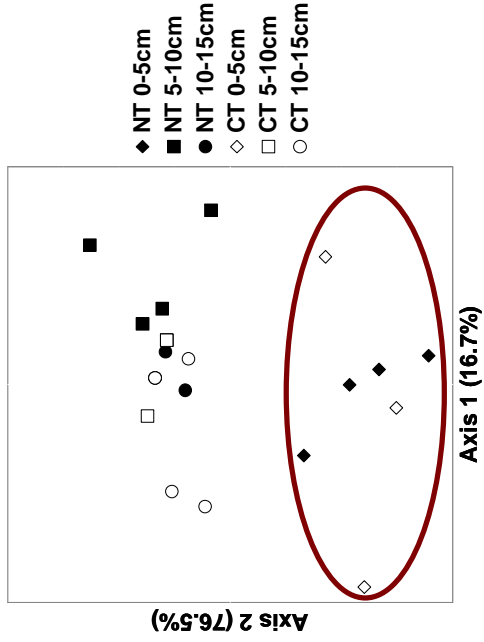 NT 0-5cm
NT 5-10cm
NT 10-15cm
CT 0-5cm
CT 5-10cm
CT 10-15cm
Axis 1 (16.7%)
Axis 2 (76.5%)